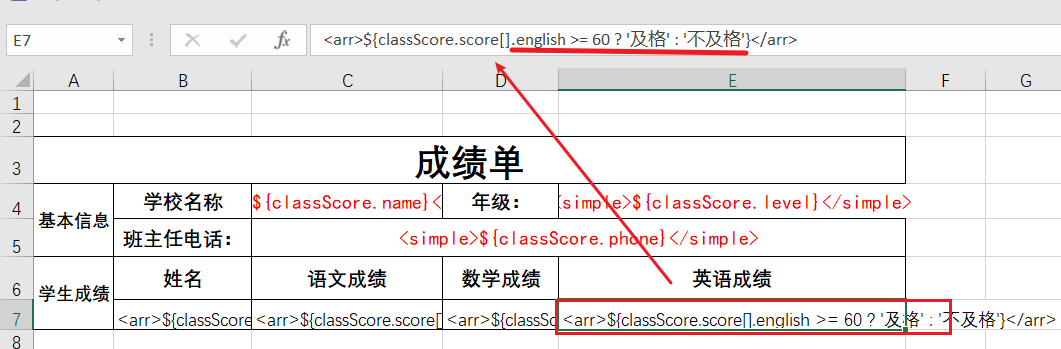 E7 fx <arr>${classScore.score[].english >= 60 ? '及格' : '不及格'}</arr>
A B C D E F G
1
2
3 成绩单
4 基本信息 学校名称 ${classScore.name}< 年级： <simple>${classScore.level}</simple>
5 班主任电话： <simple>${classScore.phone}</simple>
6 学生成绩 姓名 语文成绩 数学成绩 英语成绩
7 <arr>${classScore <arr>${classScore.score[] <arr>${classSco <arr>${classScore.score[].english >= 60 ? '及格' : '不及格'}</arr>
8